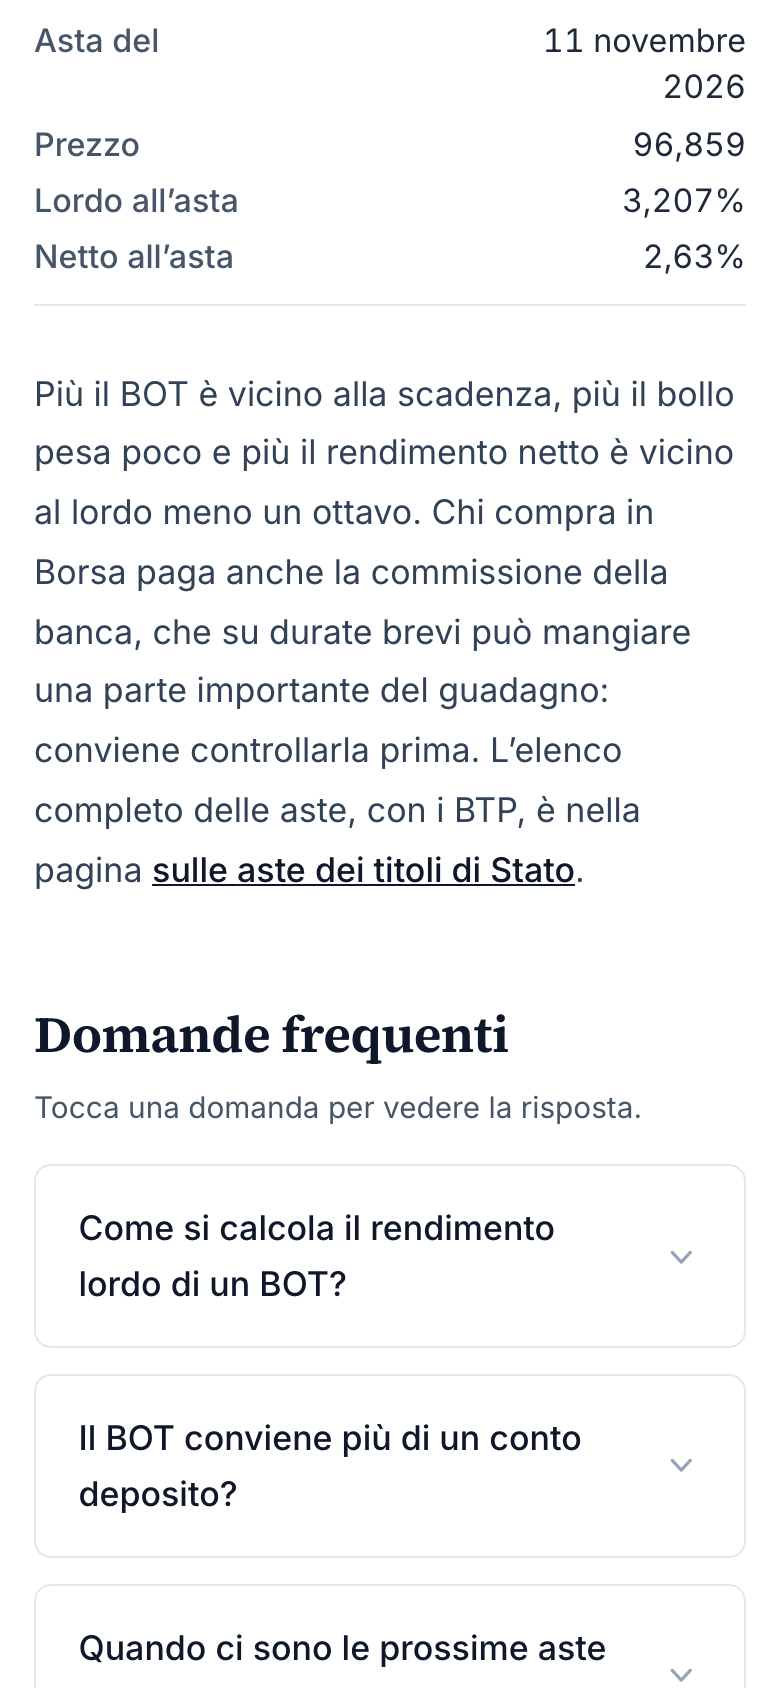 Asta del 11 novembre
2026
Prezzo 96,859
Lordo all’asta 3,207%
Netto all’asta 2,63%
Più il BOT è vicino alla scadenza, più il bollo
pesa poco e più il rendimento netto è vicino
al lordo meno un ottavo. Chi compra in
Borsa paga anche la commissione della
banca, che su durate brevi può mangiare
una parte importante del guadagno:
conviene controllarla prima. L’elenco
completo delle aste, con i BTP, è nella
pagina sulle aste dei titoli di Stato.
Domande frequenti
Tocca una domanda per vedere la risposta.
Come si calcola il rendimento
lordo di un BOT?
Il BOT conviene più di un conto
deposito?
Quando ci sono le prossime aste